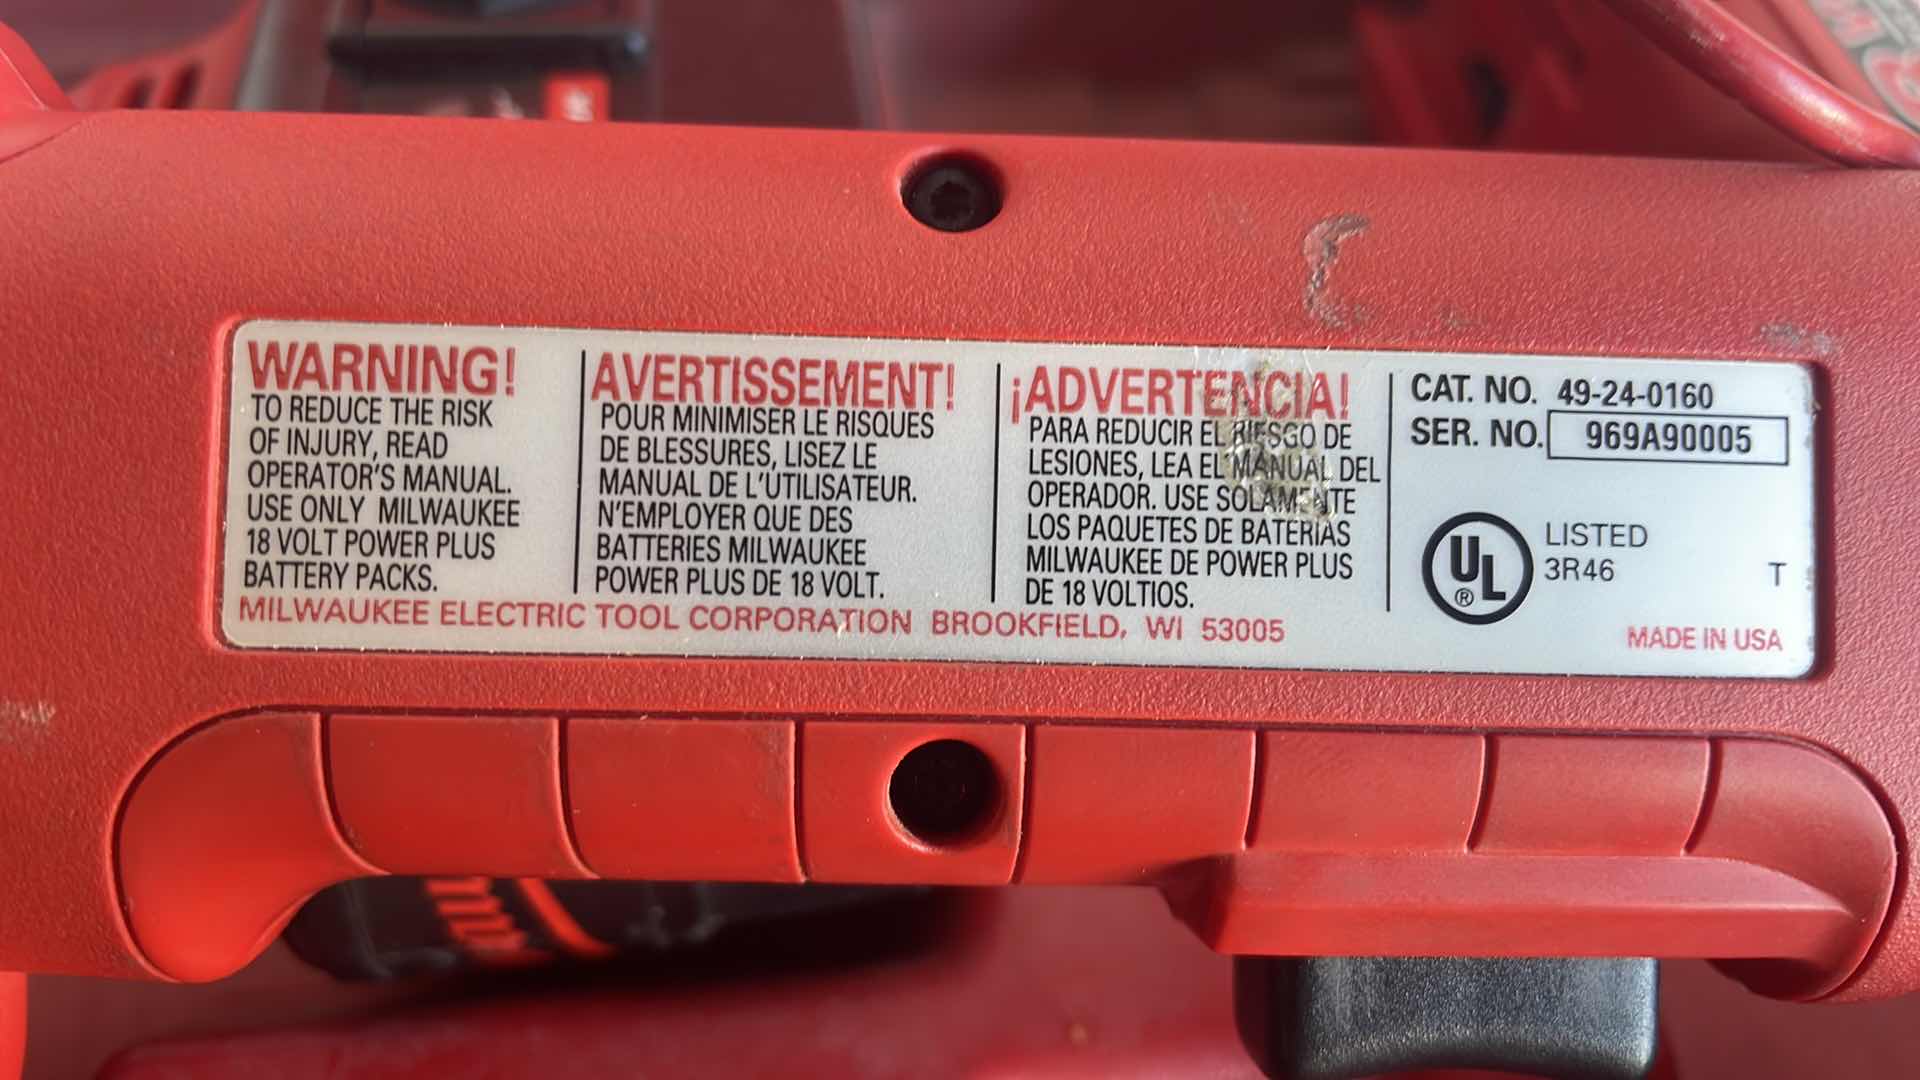 WARNING!
TO REDUCE THE RISK
OF INJURY, READ
OPERATOR'S MANUAL.
USE ONLY MILWAUKEE
18 VOLT POWER PLUS
BATTERY PACKS.
AVERTISSEMENT!
POUR MINIMISER LE RISQUES
DE BLESSURES, LISEZ LE
MANUAL DE L'UTILISATEUR.
N'EMPLOYER QUE DES
BATTERIES MILWAUKEE
POWER PLUS DE 18 VOLT.
¡ADVERTENCIA!
PARA REDUCIR EL RIESGO DE
LESIONES, LEA EL MANUAL DEL
OPERADOR. USE SOLAMENTE
LOS PAQUETES DE BATERIAS
MILWAUKEE DE POWER PLUS
DE 18 VOLTIOS.
CAT. NO. 49-24-0160
SER. NO. 969A90005
UL ®
LISTED
3R46
T
MILWAUKEE ELECTRIC TOOL CORPORATION BROOKFIELD, WI 53005
MADE IN USA